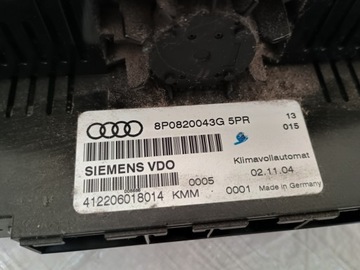 8P0820043G 5PR
13
015
SIEMENS VDO
Klimavollautomat
0005
02.11.04
412206018014 KMM
0001
Made in Germany